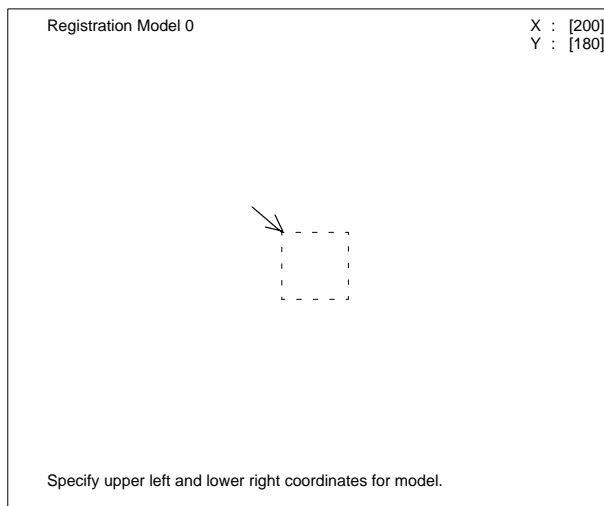 Registration Model 0 X : [200]
Y : [180]
Specify upper left and lower right coordinates for model.